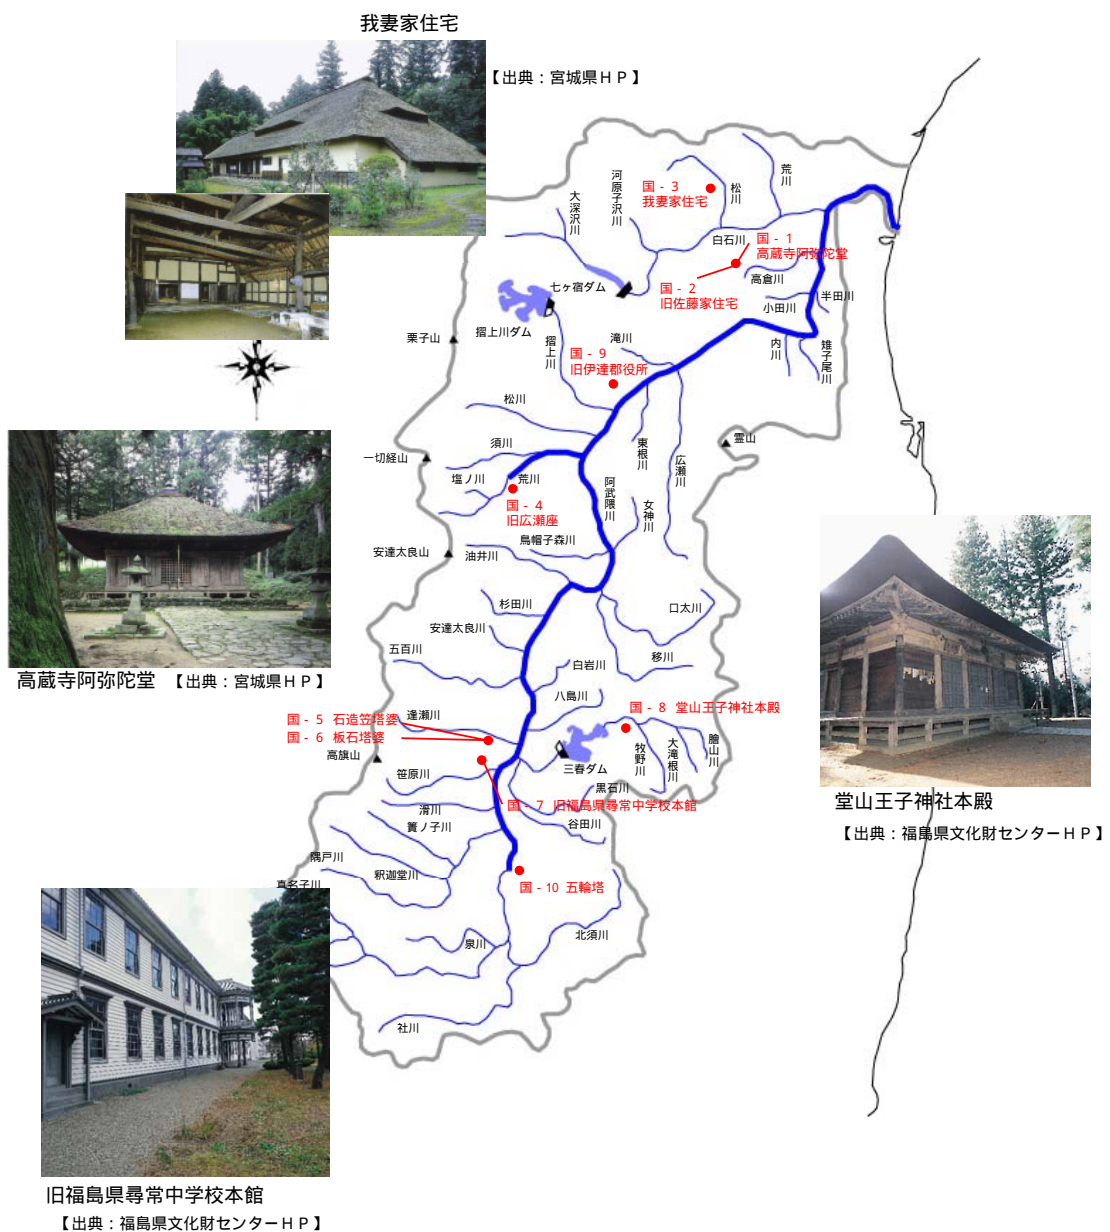 我妻家住宅
【出典：宮城県ＨＰ】
荒川
松川
河原子沢川
大深沢川
国 - 3
我妻家住宅
白石川
国 - 1
高蔵寺阿弥陀堂
高倉川
国 - 2
旧佐藤家住宅
七ヶ宿ダム
半田川
小田川
摺上川ダム
摺上川
栗子山
滝川
内川
雉子尾川
国 - 9
旧伊達郡役所
松川
須川
東根川
広瀬川
霊山
一切経山
塩ノ川
荒川
阿武隈川
女神川
国 - 4
旧広瀬座
烏帽子森川
安達太良山
油井川
杉田川
口太川
安達太良川
五百川
移川
白岩川
高蔵寺阿弥陀堂 【出典：宮城県ＨＰ】
八島川
国 - 8 堂山王子神社本殿
国 - 5 石造笠塔婆
逢瀬川
国 - 6 板石塔婆
高旗山
三春ダム
牧野川
大滝根川
膽山川
笹原川
黒石川
国 - 7 旧福島県尋常中学校本館
滑川
谷田川
簀ノ子川
堂山王子神社本殿
【出典：福島県文化財センターＨＰ】
隅戸川
釈迦堂川
真名子川
国 - 10 五輪塔
泉川
北須川
社川
旧福島県尋常中学校本館
【出典：福島県文化財センターＨＰ】